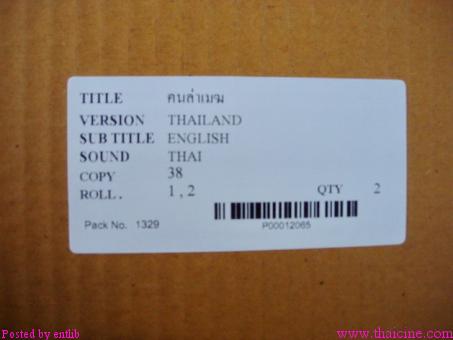 TITLE คนล่าเมฆ
VERSION THAILAND
SUB TITLE ENGLISH
SOUND THAI
COPY 38
ROLL . 1 , 2 QTY 2
Pack No. 1329 P00012065
Posted by entlib www.thaicine.com